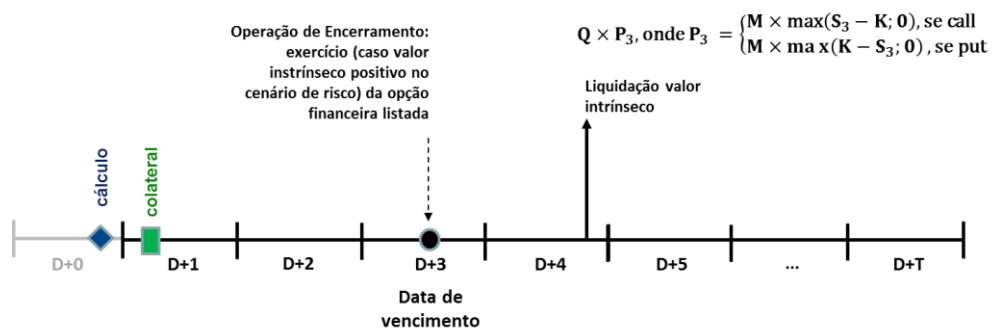 Operação de Encerramento:
exercício (caso valor
instrínseco positivo no
cenário de risco) da opção
financeira listada
Q × P₃, onde P₃ = {M × max(S₃ − K; 0), se call
M × ma x(K − S₃; 0) , se put
Liquidação valor
intrínseco
cálculo
colateral
D+0
D+1
D+2
D+3
D+4
D+5
...
D+T
Data de
vencimento